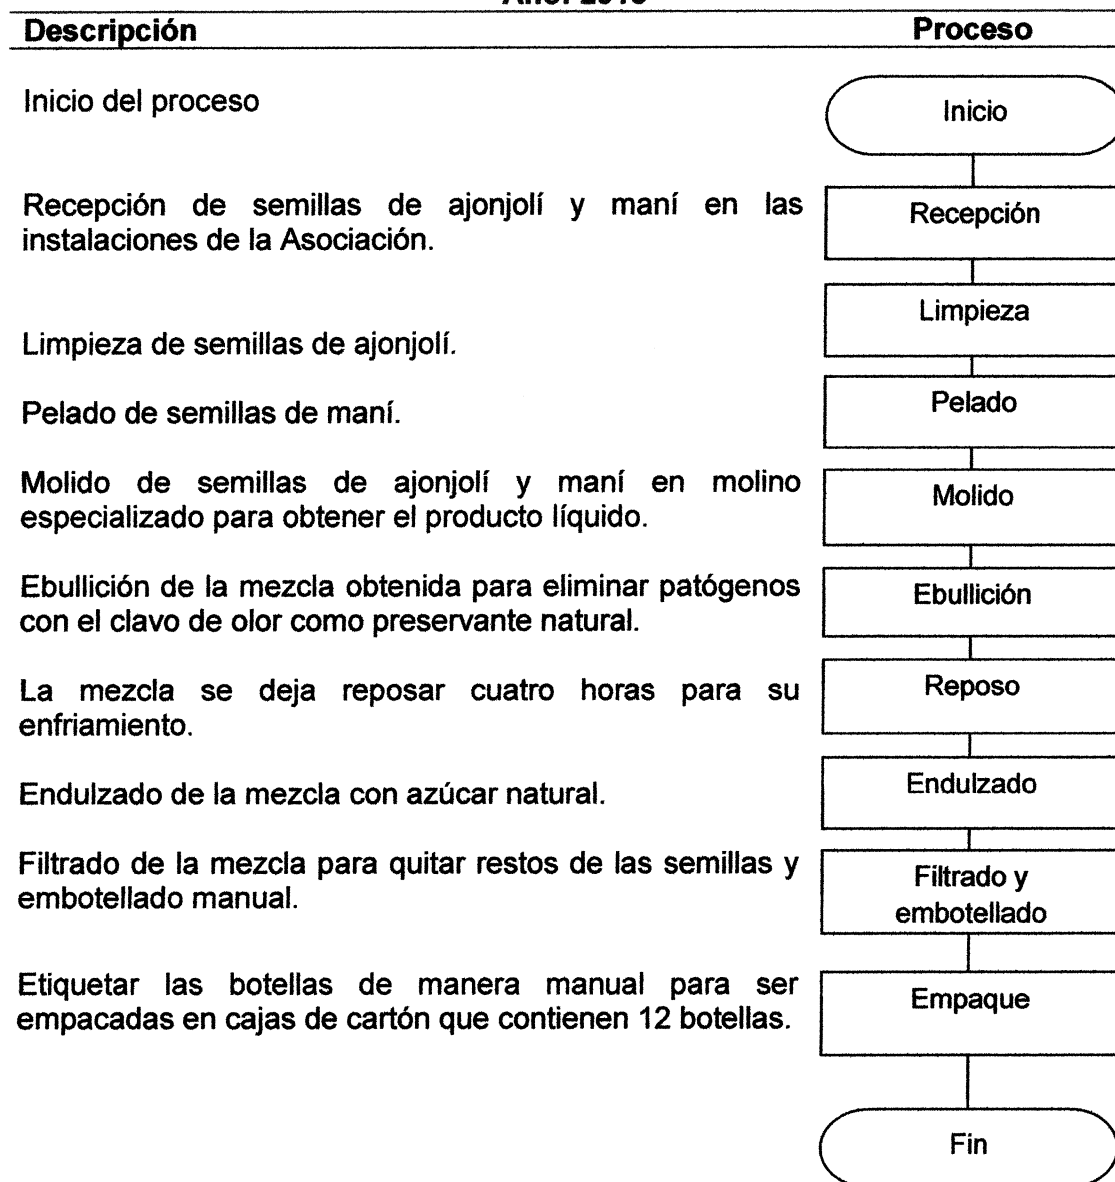 Descripción Proceso
Inicio del proceso
Inicio
Recepción de semillas de ajonjolí y maní en las
instalaciones de la Asociación.
Recepción
Limpieza de semillas de ajonjolí.
Limpieza
Pelado de semillas de maní.
Pelado
Molido de semillas de ajonjolí y maní en molino
especializado para obtener el producto líquido.
Molido
Ebullición de la mezcla obtenida para eliminar patógenos
con el clavo de olor como preservante natural.
Ebullición
La mezcla se deja reposar cuatro horas para su
enfriamiento.
Reposo
Endulzado de la mezcla con azúcar natural.
Endulzado
Filtrado de la mezcla para quitar restos de las semillas y
embotellado manual.
Filtrado y
embotellado
Etiquetar las botellas de manera manual para ser
empacadas en cajas de cartón que contienen 12 botellas.
Empaque
Fin